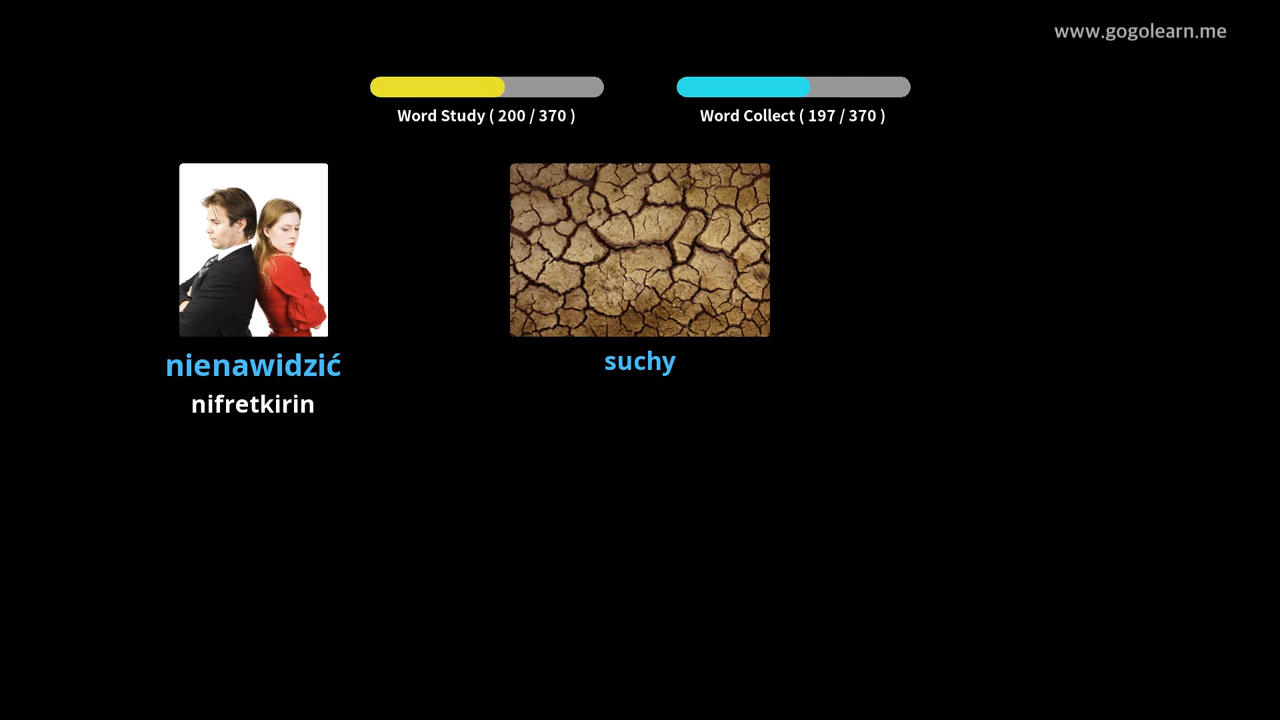 www.gogolearn.me
Word Study ( 200 / 370 )
Word Collect ( 197 / 370 )
nienawidzić
nifretkirin
suchy